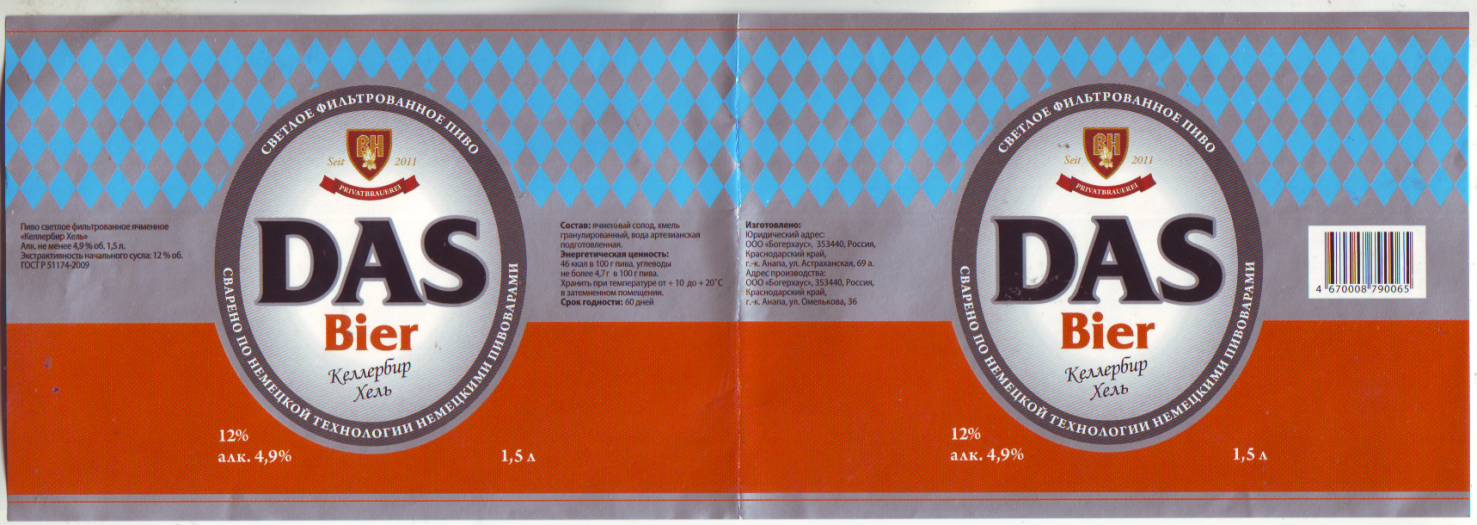 Пиво светлое фильтрованное ячменное
«Келлербир Хель»
Алк. не менее 4,9 % об. 1,5 л.
Экстрактивность начального сусла: 12 % об.
ГОСТ Р 51174-2009
СВЕТЛОЕ ФИЛЬТРОВАННОЕ ПИВО
BH
Seit 2011
PRIVATBRAUEREI
DAS
Bier
Келлербир
Хель
СВАРЕНО ПО НЕМЕЦКОЙ ТЕХНОЛОГИИ НЕМЕЦКИМИ ПИВОВАРАМИ
12%
алк. 4,9%
1,5 л
Состав: ячменный солод, хмель
гранулированный, вода артезианская
подготовленная.
Энергетическая ценность:
46 ккал в 100 г пива, углеводы
не более 4,7 г в 100 г пива.
Хранить при температуре от + 10 до + 20˚С
в затемненном помещении.
Срок годности: 60 дней
Изготовлено:
Юридический адрес:
ООО «Богерхаус», 353440, Россия,
Краснодарский край,
г.-к. Анапа, ул. Астраханская, 69 а.
Адрес производства:
ООО «Богерхаус», 353440, Россия,
Краснодарский край,
г.-к. Анапа, ул. Омелькова, 36
СВЕТЛОЕ ФИЛЬТРОВАННОЕ ПИВО
BH
Seit 2011
PRIVATBRAUEREI
DAS
Bier
Келлербир
Хель
СВАРЕНО ПО НЕМЕЦКОЙ ТЕХНОЛОГИИ НЕМЕЦКИМИ ПИВОВАРАМИ
12%
алк. 4,9%
1,5 л
4 670008 790065